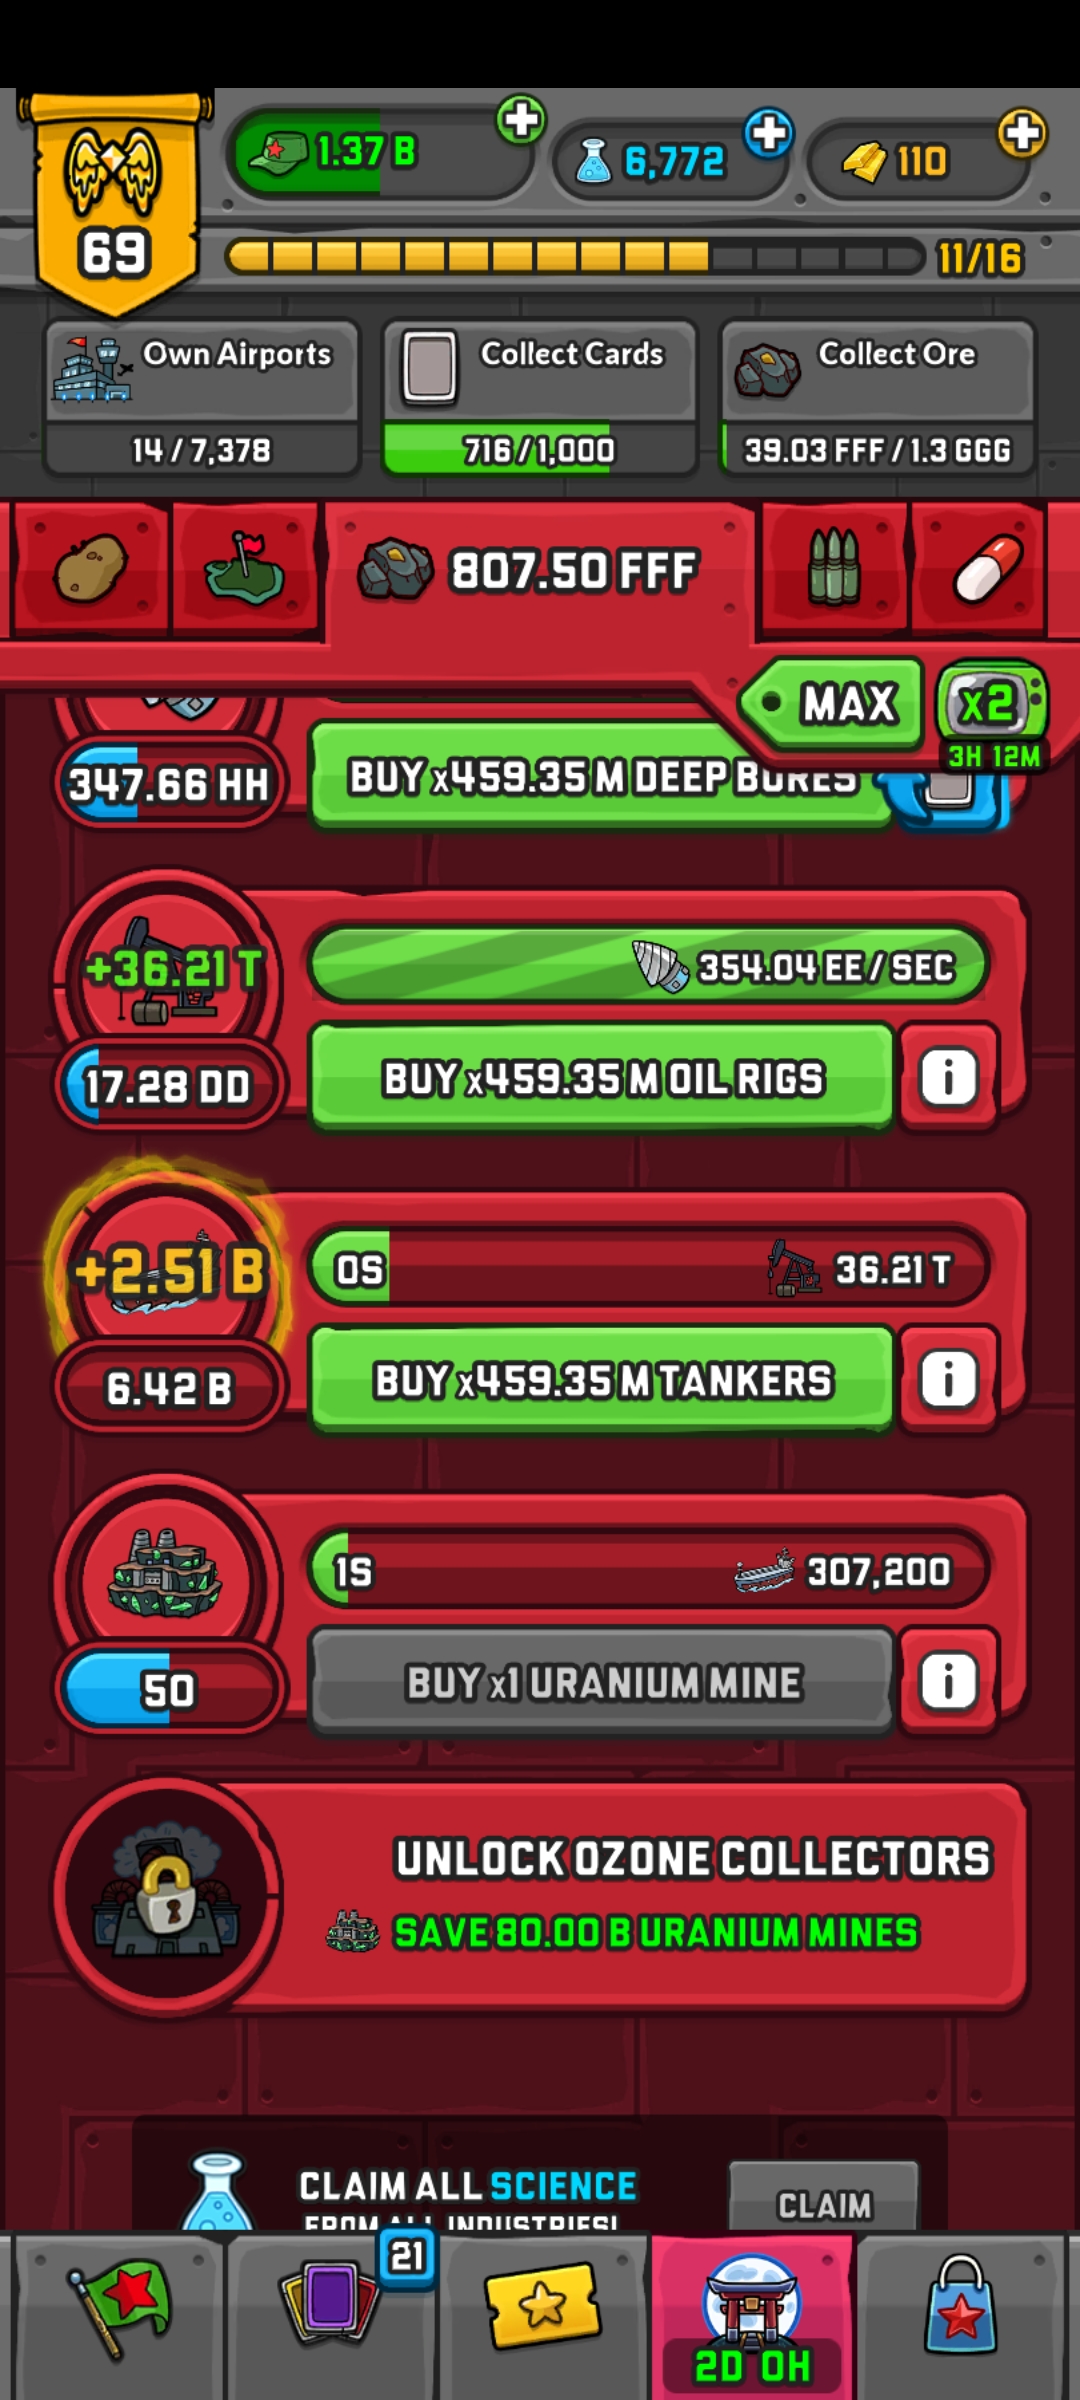 1.37 B
6,772
110
69
11/16
Own Airports
14 / 7,378
Collect Cards
716 / 1,000
Collect Ore
39.03 FFF / 1.3 GGG
807.50 FFF
MAX
x2
3H 12M
347.66 HH
BUY x459.35 M DEEP BORES
+36.21 T
354.04 EE / SEC
17.28 DD
BUY x459.35 M OIL RIGS
i
+2.51 B
0S
36.21 T
6.42 B
BUY x459.35 M TANKERS
i
1S
307,200
50
BUY x1 URANIUM MINE
i
UNLOCK OZONE COLLECTORS
SAVE 80.00 B URANIUM MINES
CLAIM ALL SCIENCE
FROM ALL INDUSTRIES!
CLAIM
21
2D 0H